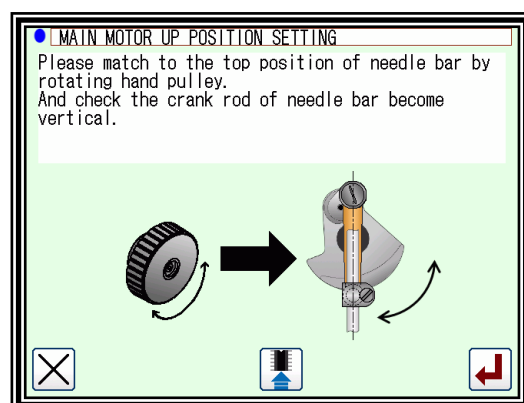 MAIN MOTOR UP POSITION SETTING
Please match to the top position of needle bar by
rotating hand pulley.
And check the crank rod of needle bar become
vertical.